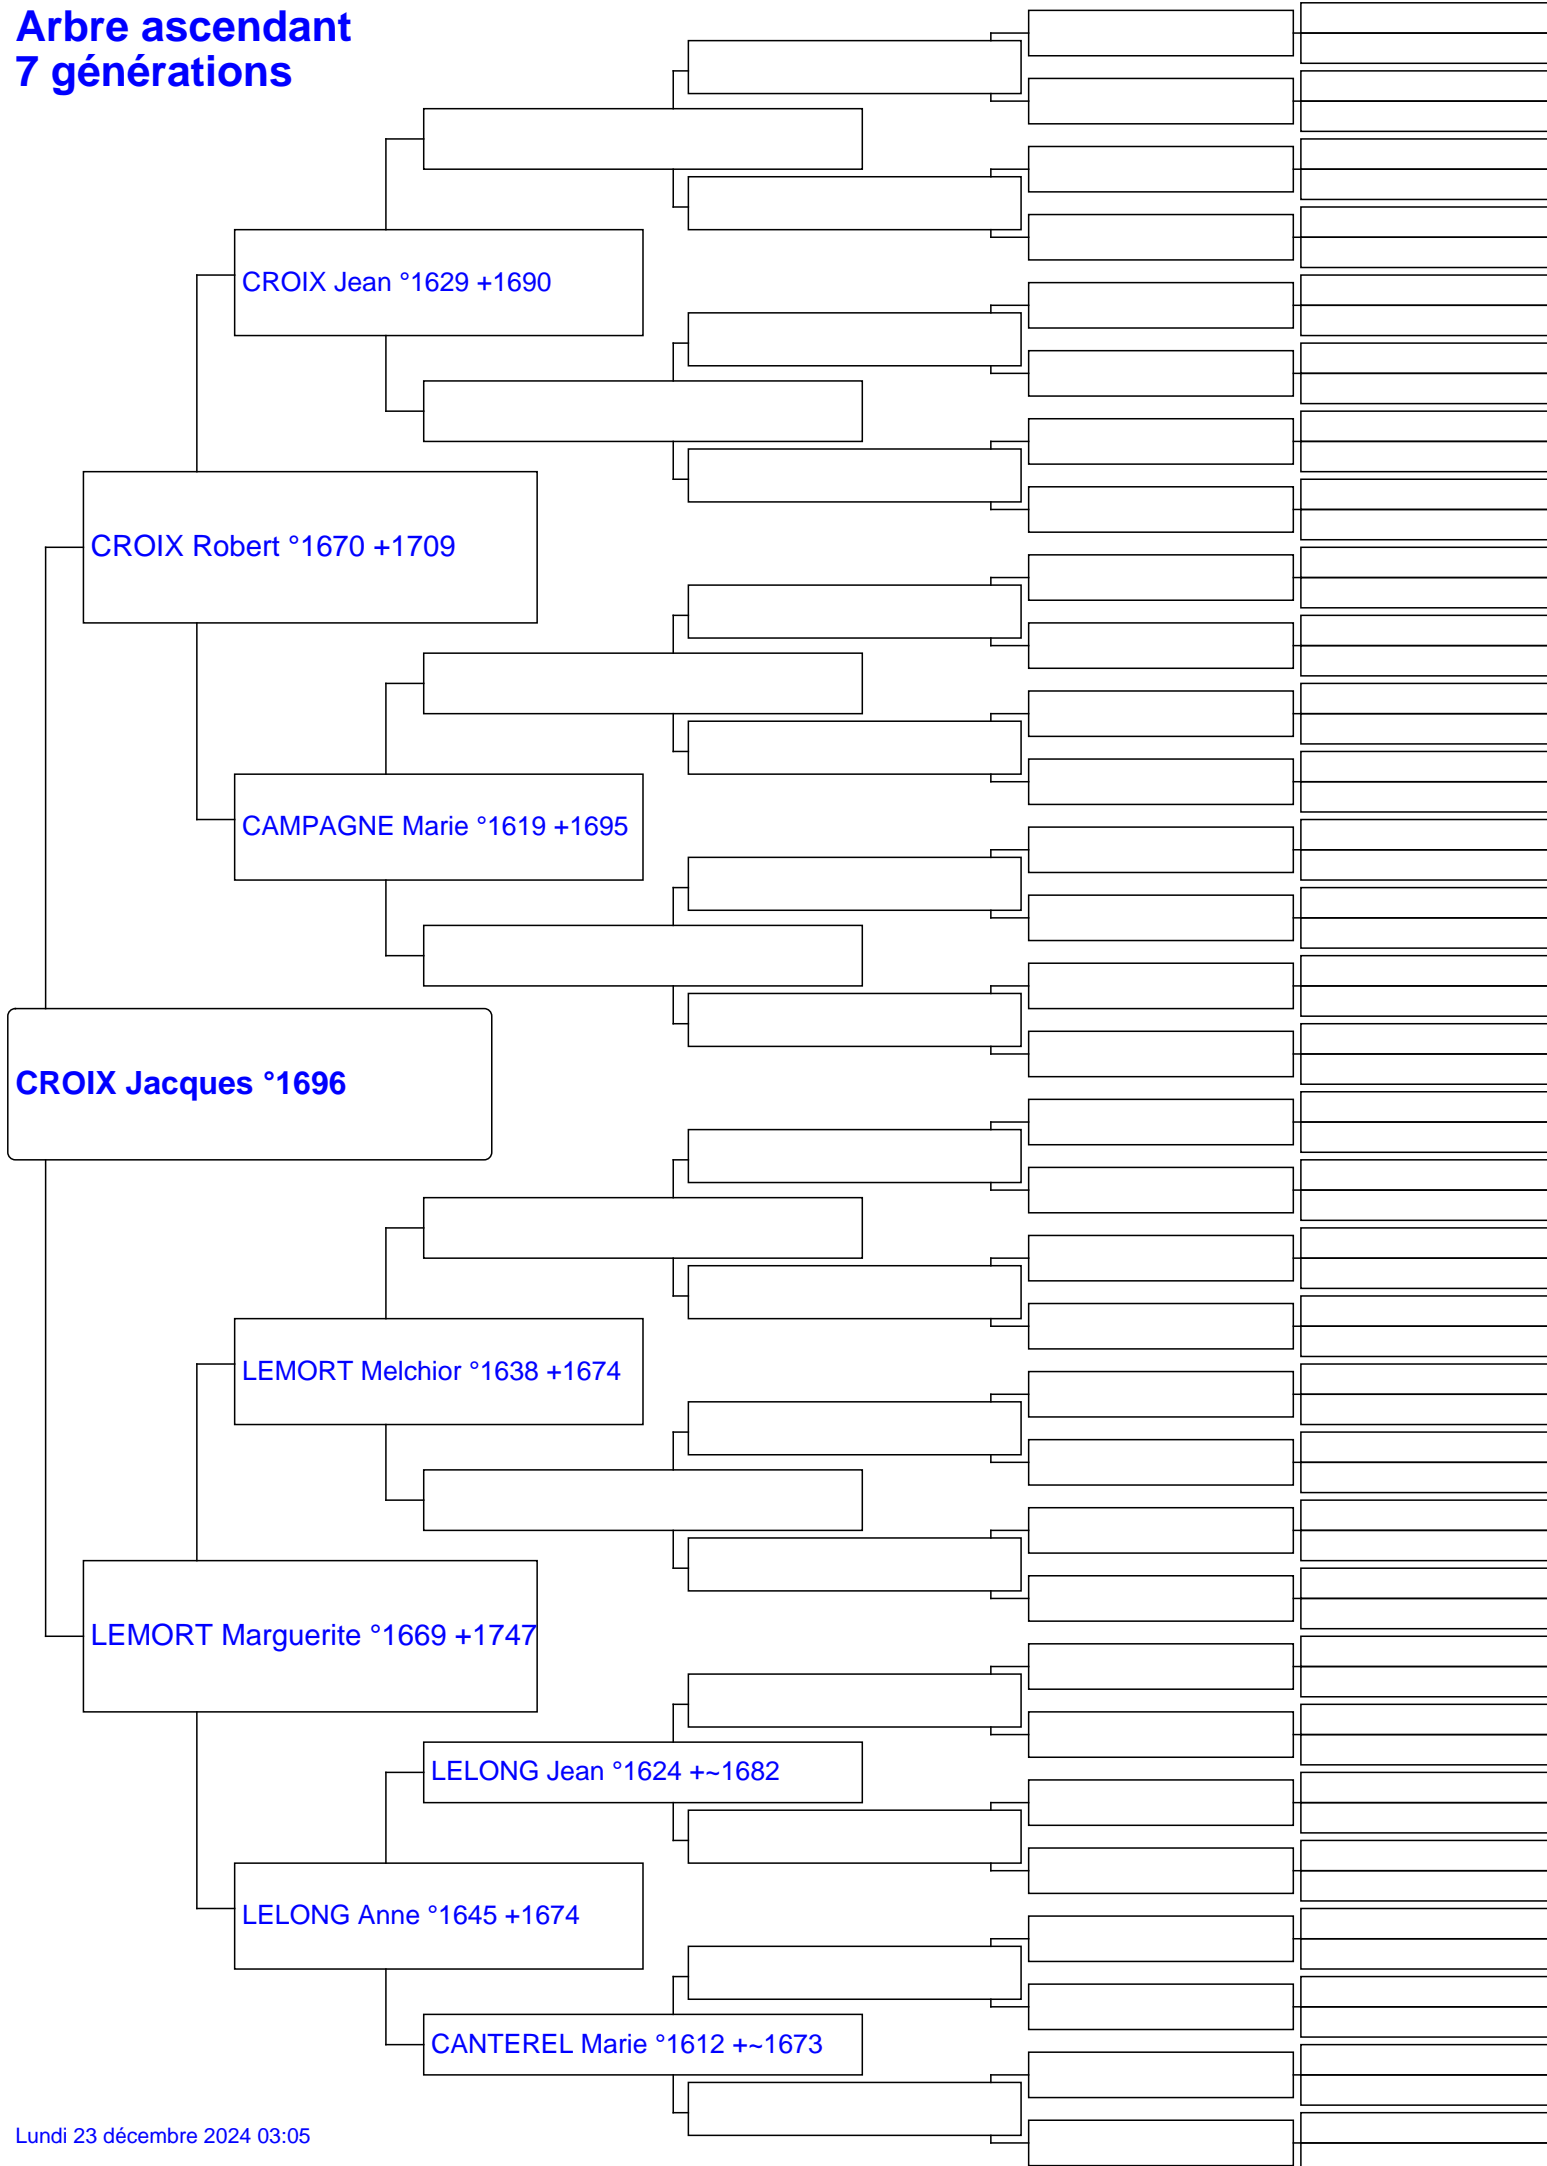 Arbre ascendant
7 générations
CROIX Jean °1629 +1690
CROIX Robert °1670 +1709
CAMPAGNE Marie °1619 +1695
CROIX Jacques °1696
LEMORT Melchior °1638 +1674
LEMORT Marguerite °1669 +1747
LELONG Jean °1624 +~1682
LELONG Anne °1645 +1674
CANTEREL Marie °1612 +~1673
Lundi 23 décembre 2024 03:05